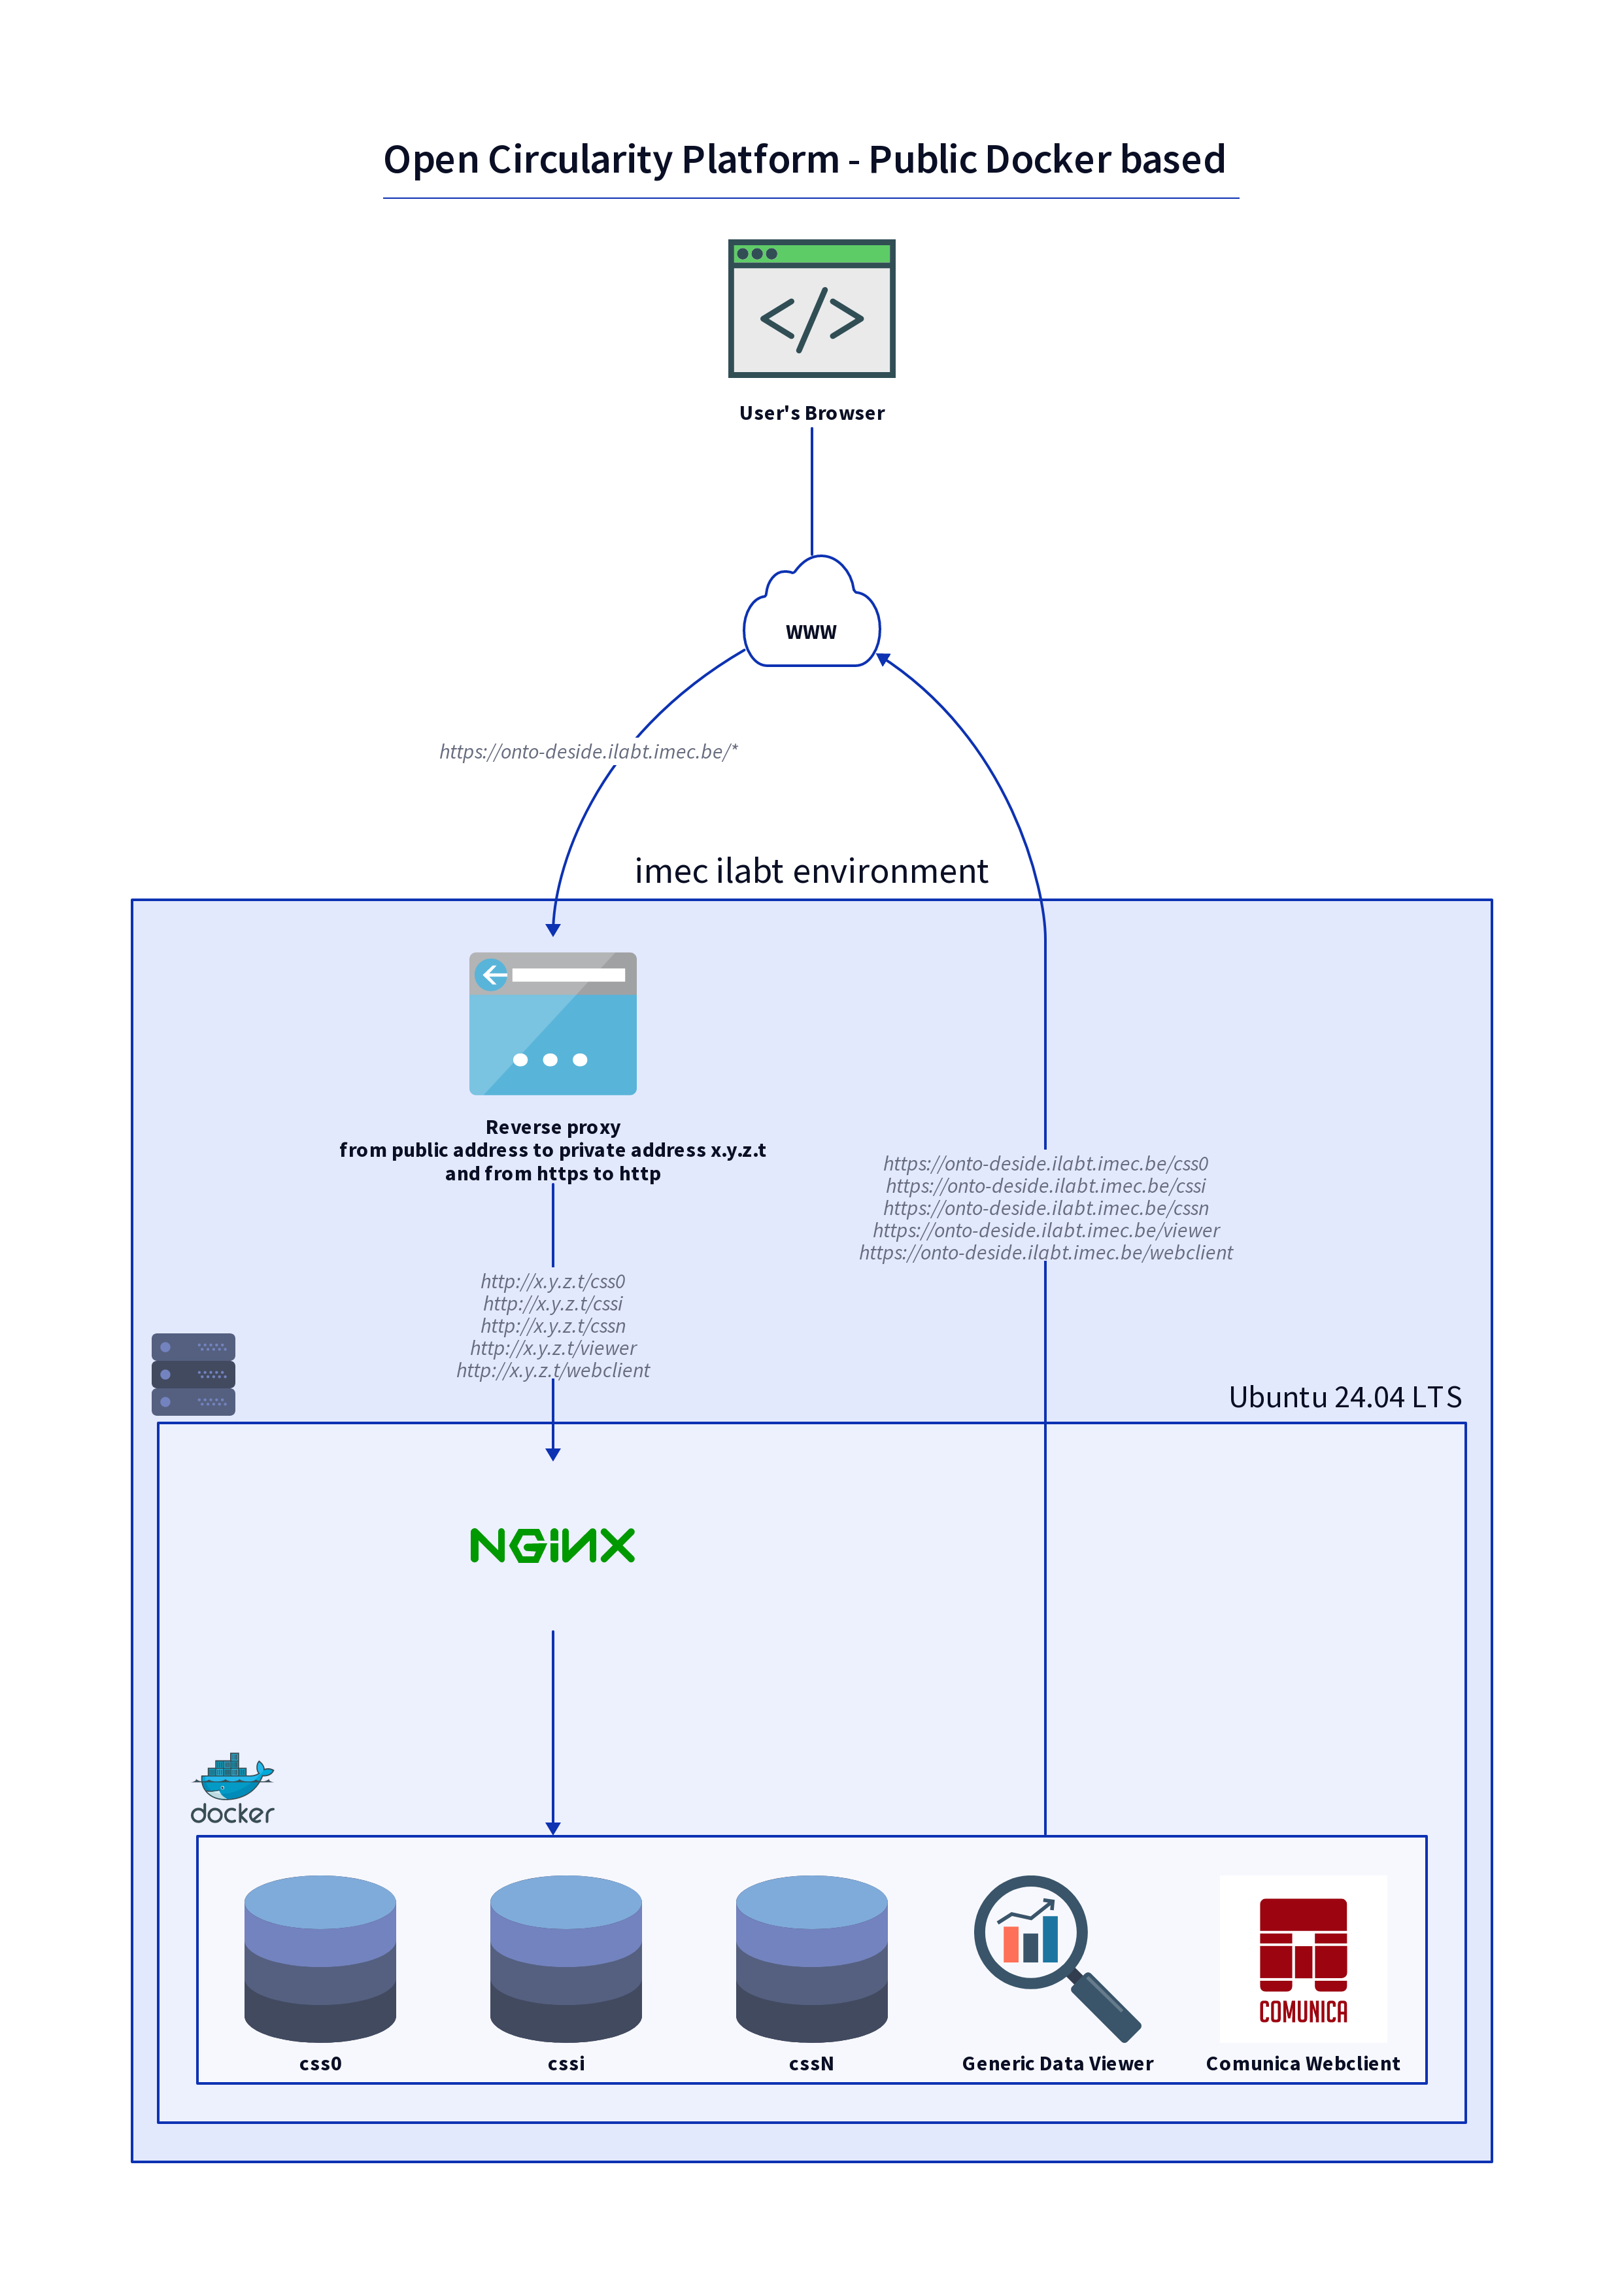 Open Circularity Platform - Public Docker based
</>
User's Browser
www
https://onto-deside.ilabt.imec.be/*
imec ilabt environment
Reverse proxy
from public address to private address x.y.z.t
and from https to http
https://onto-deside.ilabt.imec.be/css0
https://onto-deside.ilabt.imec.be/cssi
https://onto-deside.ilabt.imec.be/cssn
https://onto-deside.ilabt.imec.be/viewer
https://onto-deside.ilabt.imec.be/webclient
http://x.y.z.t/css0
http://x.y.z.t/cssi
http://x.y.z.t/cssn
http://x.y.z.t/viewer
http://x.y.z.t/webclient
Ubuntu 24.04 LTS
NGINX
docker
COMUNICA
css0
cssi
cssN
Generic Data Viewer
Comunica Webclient